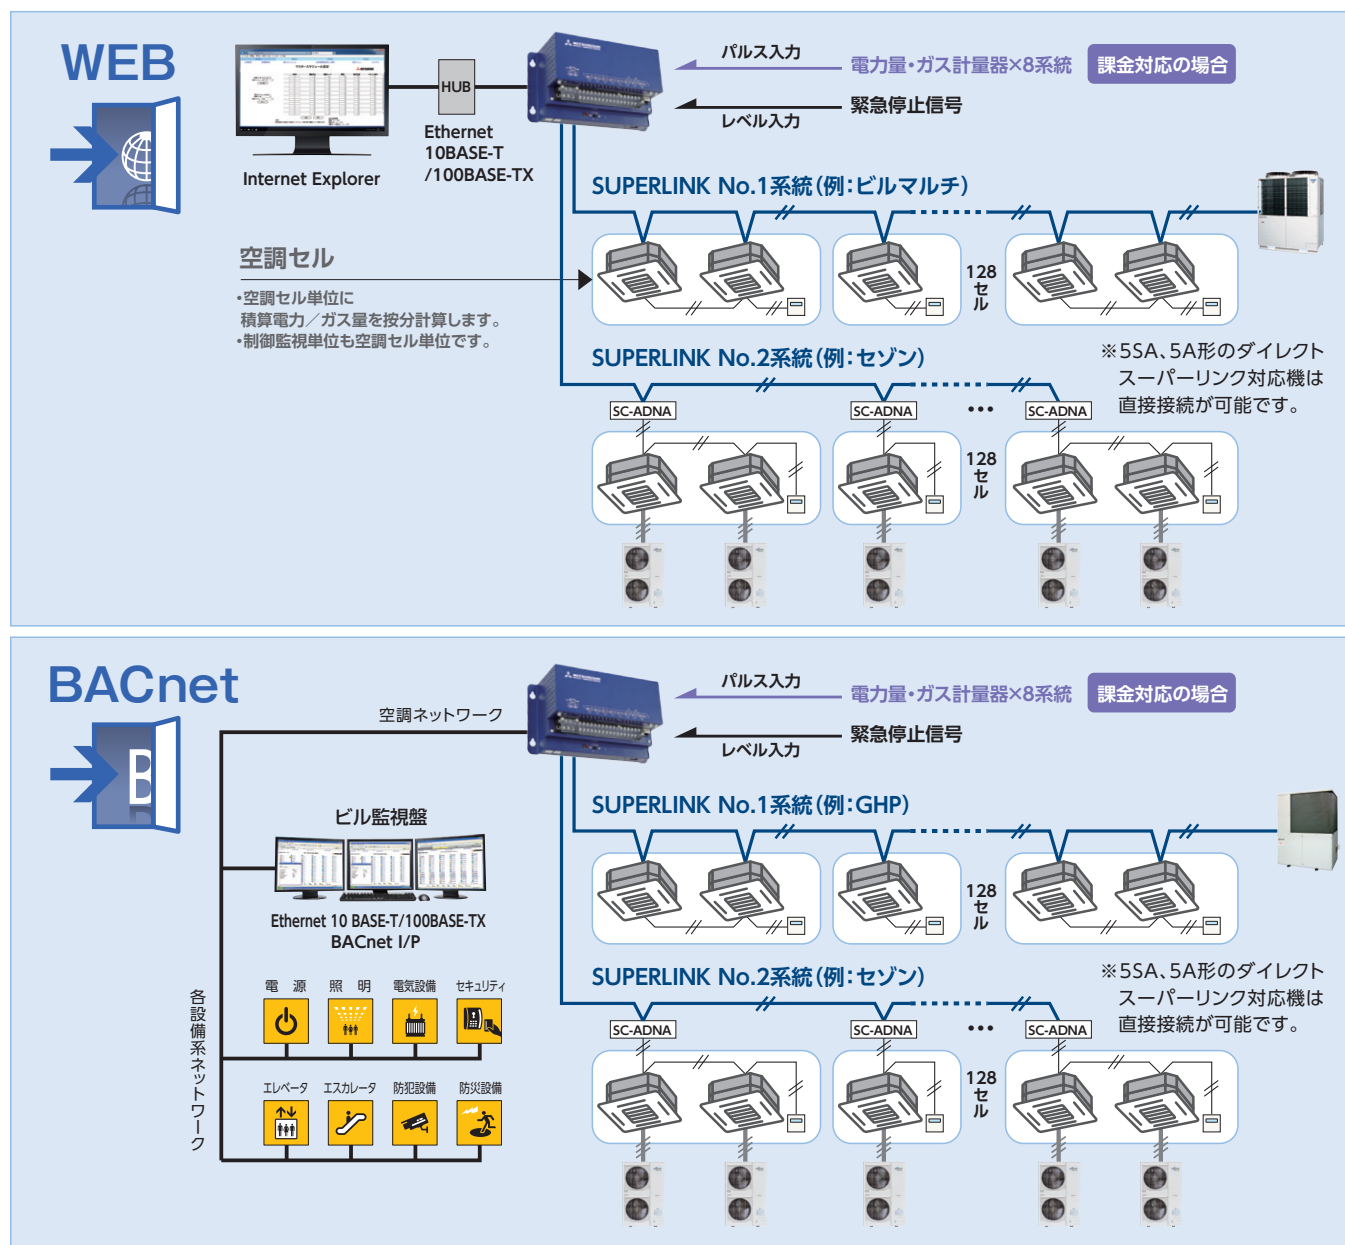 WEB
HUB
Internet Explorer
Ethernet
10BASE-T
/100BASE-TX
パルス入力
電力量・ガス計量器×8系統
課金対応の場合
レベル入力
緊急停止信号
SUPERLINK No.1系統(例:ビルマルチ)
空調セル
・空調セル単位に
積算電力／ガス量を按分計算します。
・制御監視単位も空調セル単位です。
128
セル
SUPERLINK No.2系統(例:セゾン)
※5SA、5A形のダイレクト
スーパーリンク対応機は
直接接続が可能です。
SC-ADNA
SC-ADNA
•••
SC-ADNA
128
セル
BACnet
空調ネットワーク
パルス入力
電力量・ガス計量器×8系統
課金対応の場合
レベル入力
緊急停止信号
ビル監視盤
Ethernet 10 BASE-T/100BASE-TX
BACnet I/P
各設備系ネットワーク
電 源
照 明
電気設備
セキュリティ
エレベータ
エスカレータ
防犯設備
防災設備
SUPERLINK No.1系統(例:GHP)
128
セル
SUPERLINK No.2系統(例:セゾン)
※5SA、5A形のダイレクト
スーパーリンク対応機は
直接接続が可能です。
SC-ADNA
SC-ADNA
•••
SC-ADNA
128
セル